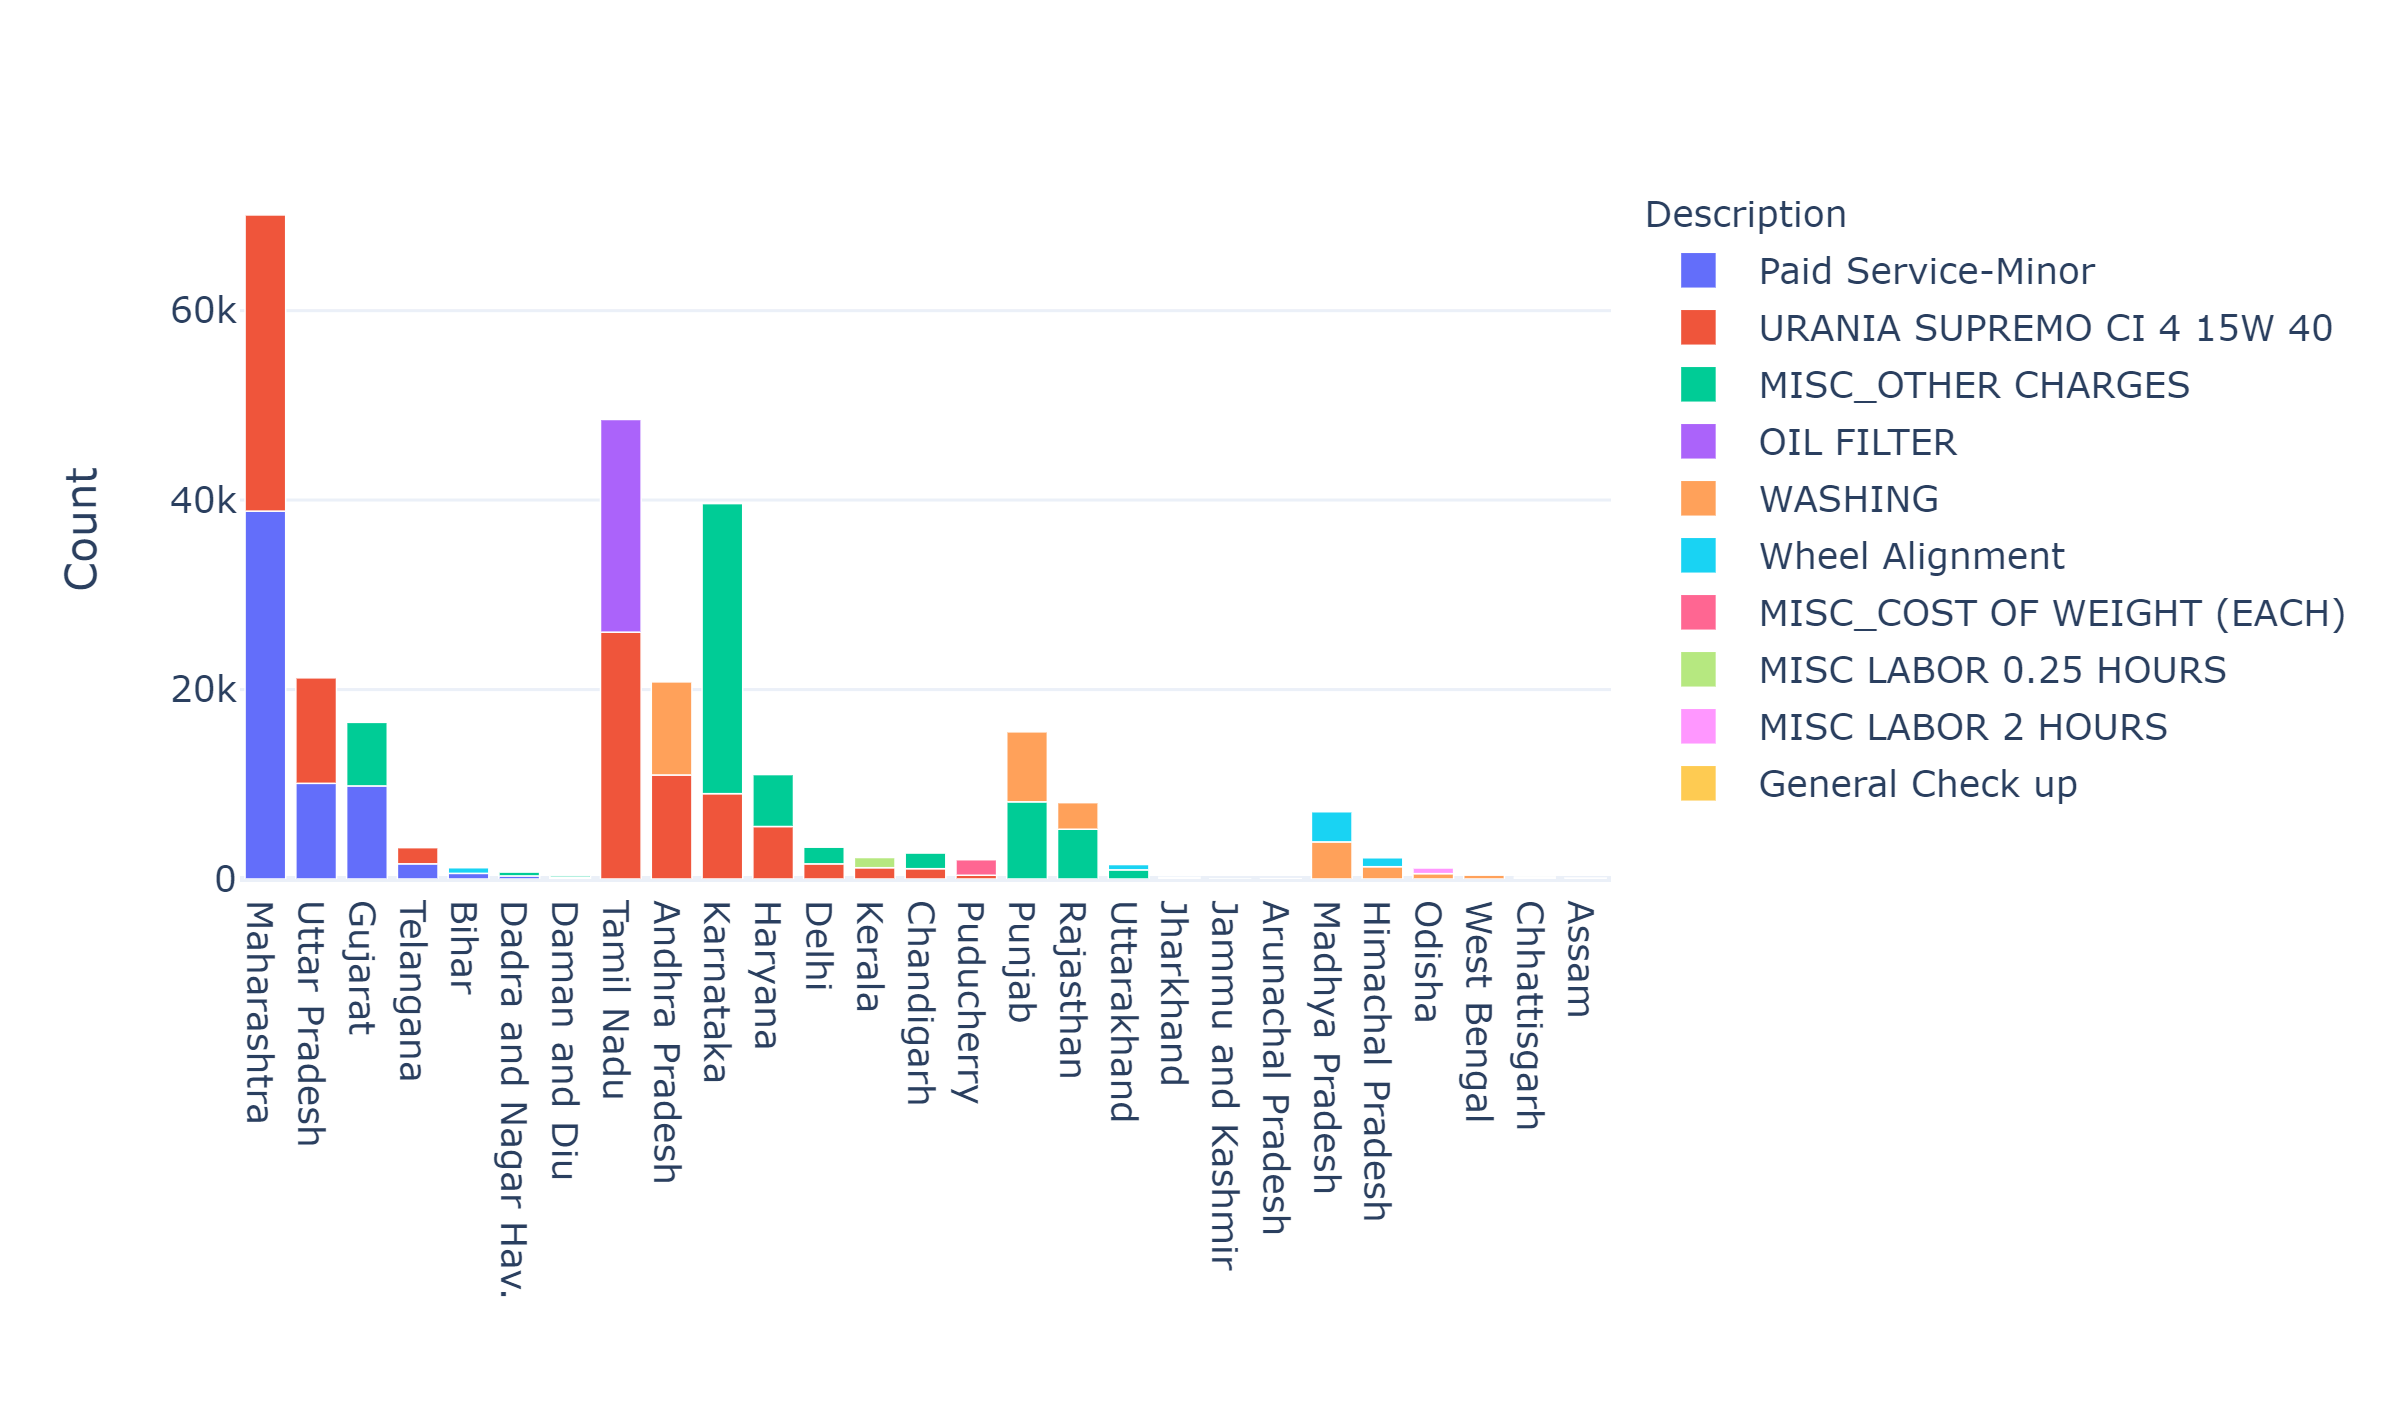 Description
Paid Service-Minor
URANIA SUPREMO CI 4 15W 40
MISC_OTHER CHARGES
OIL FILTER
WASHING
Wheel Alignment
MISC_COST OF WEIGHT (EACH)
MISC LABOR 0.25 HOURS
MISC LABOR 2 HOURS
General Check up
Count
60k
40k
20k
0
Maharashtra
Uttar Pradesh
Gujarat
Telangana
Bihar
Dadra and Nagar Hav.
Daman and Diu
Tamil Nadu
Andhra Pradesh
Karnataka
Haryana
Delhi
Kerala
Chandigarh
Puducherry
Punjab
Rajasthan
Uttarakhand
Jharkhand
Jammu and Kashmir
Arunachal Pradesh
Madhya Pradesh
Himachal Pradesh
Odisha
West Bengal
Chhattisgarh
Assam